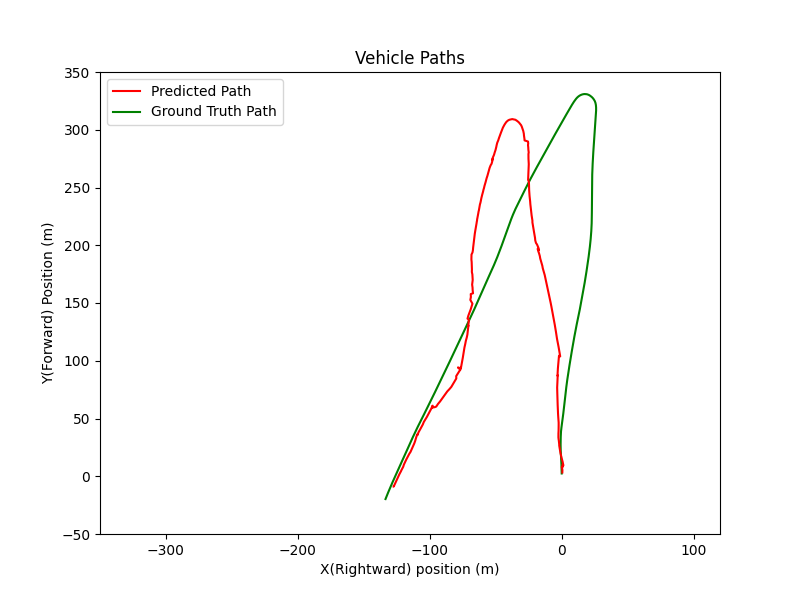 Vehicle Paths
Predicted Path
Ground Truth Path
Y(Forward) Position (m)
350
300
250
200
150
100
50
0
−50
−300
−200
−100
0
100
X(Rightward) position (m)